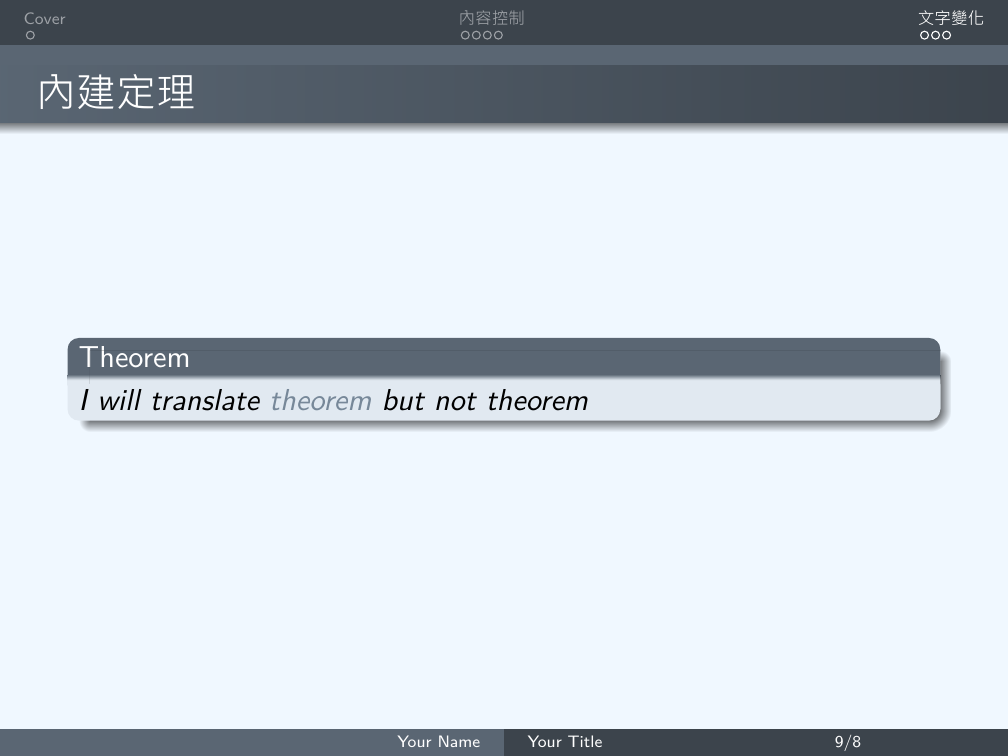 Cover
內容控制
文字變化
內建定理
Theorem
I will translate theorem but not theorem
Your Name
Your Title
9/8